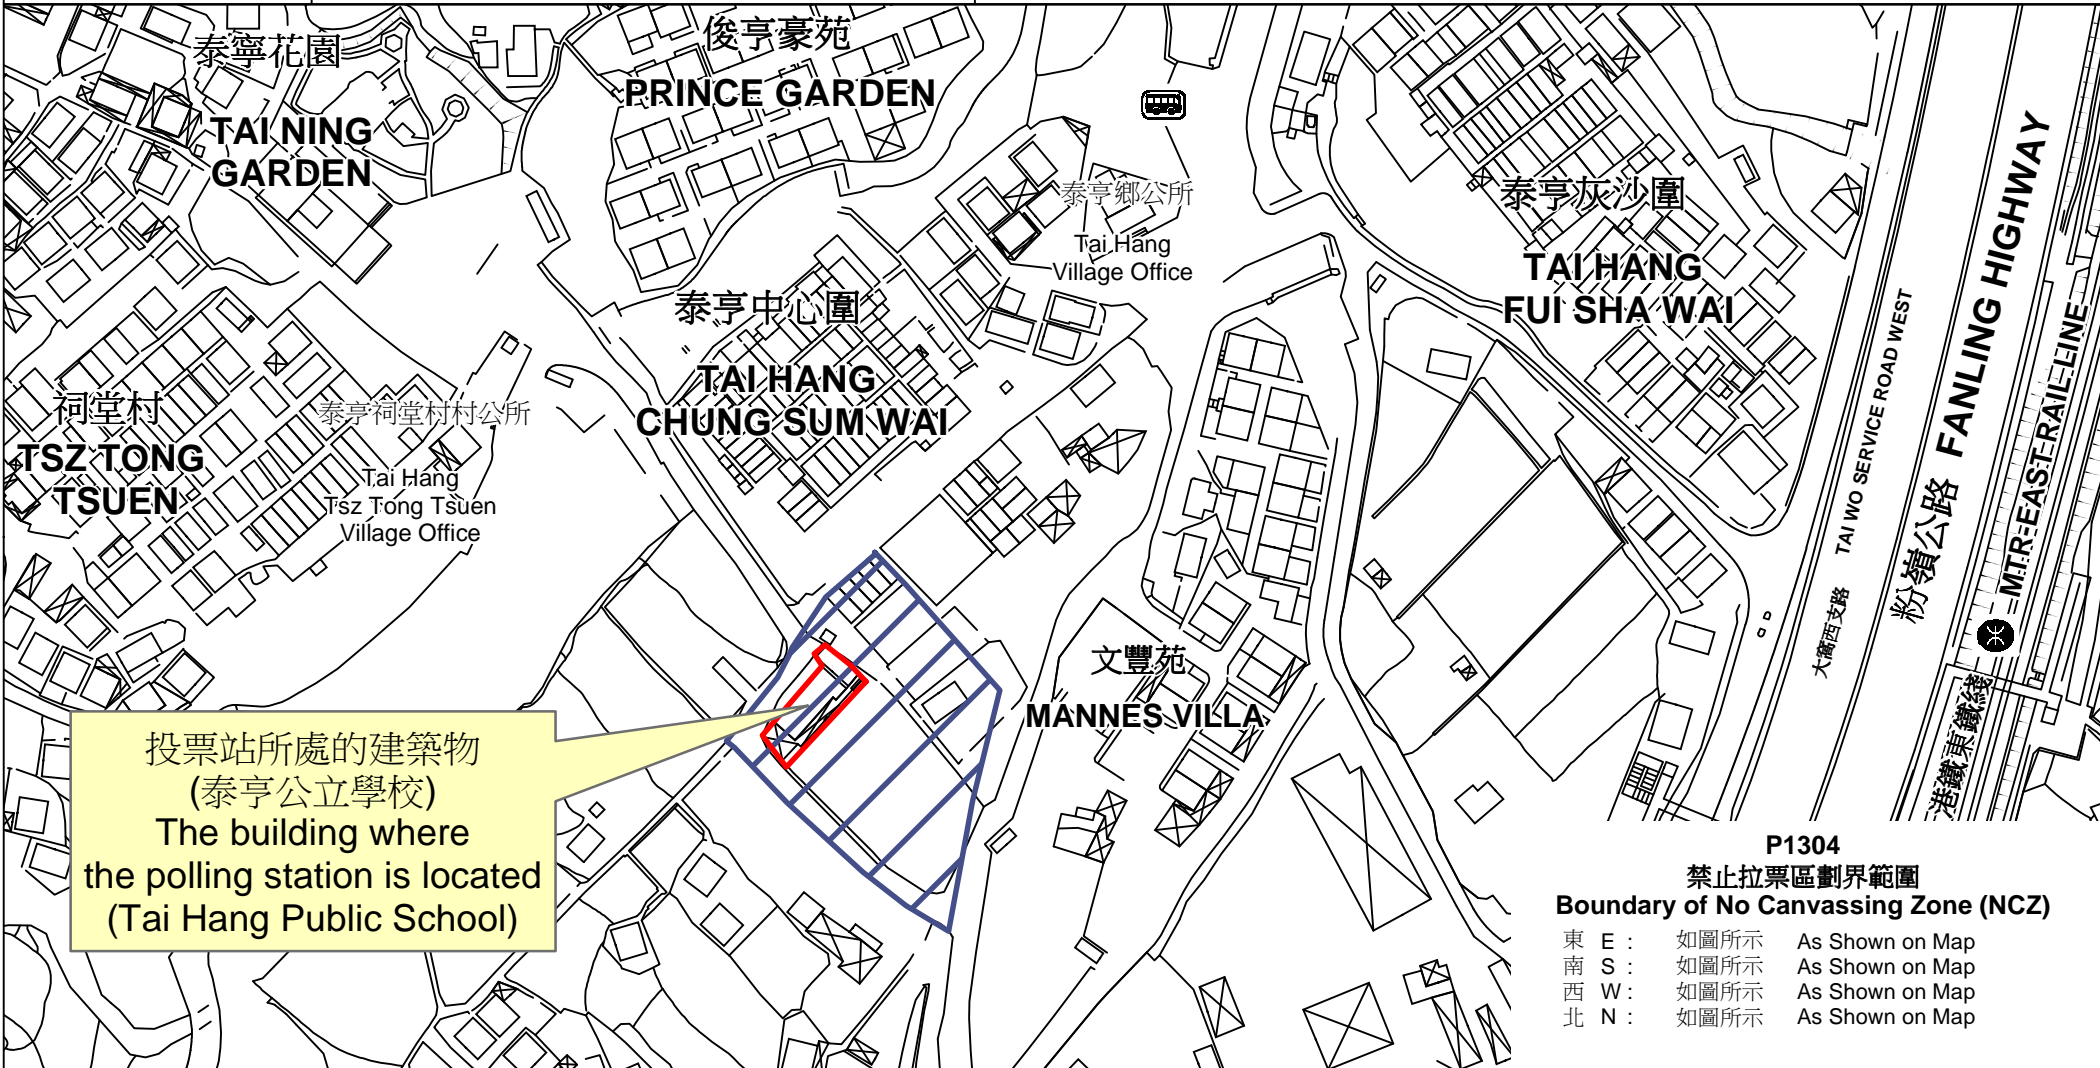 泰寧花園
TAI NING
GARDEN
俊亨豪苑
PRINCE GARDEN
泰亨鄉公所
Tai Hang
Village Office
泰亨灰沙圍
TAI HANG
FUI SHA WAI
泰亨中心圍
TAI HANG
CHUNG SUM WAI
祠堂村
TSZ TONG
TSUEN
泰亨祠堂村村公所
Tai Hang
Tsz Tong Tsuen
Village Office
文豐苑
MANNES VILLA
大窩西支路 TAI WO SERVICE ROAD WEST
粉嶺公路 FANLING HIGHWAY
港鐵東鐵綫 MTR-EAST-RAIL-LINE
投票站所處的建築物
(泰亨公立學校)
The building where
the polling station is located
(Tai Hang Public School)
P1304
禁止拉票區劃界範圍
Boundary of No Canvassing Zone (NCZ)
東 E : 如圖所示 As Shown on Map
南 S : 如圖所示 As Shown on Map
西 W : 如圖所示 As Shown on Map
北 N : 如圖所示 As Shown on Map